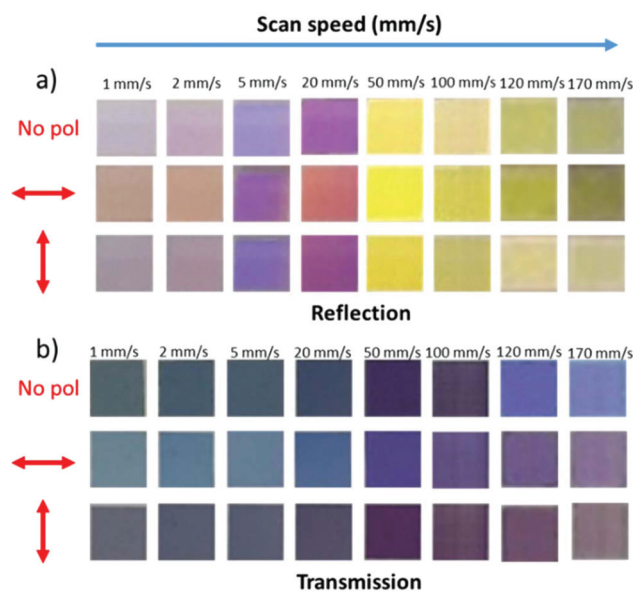 Scan speed (mm/s)
a)
1 mm/s 2 mm/s 5 mm/s 20 mm/s 50 mm/s 100 mm/s 120 mm/s 170 mm/s
No pol
Reflection
b)
1 mm/s 2 mm/s 5 mm/s 20 mm/s 50 mm/s 100 mm/s 120 mm/s 170 mm/s
No pol
Transmission